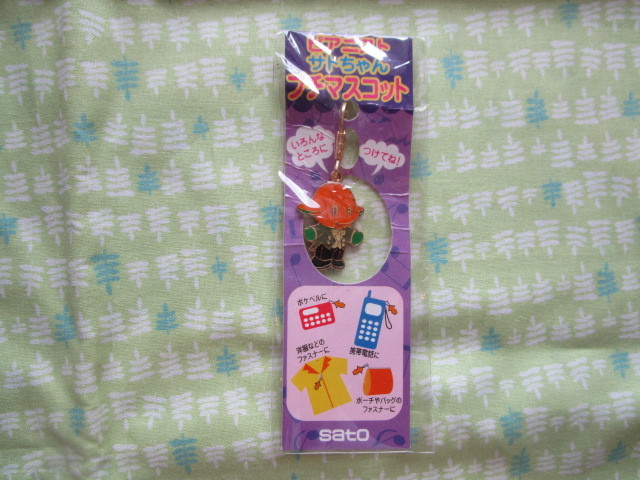 ピアニスト
サトちゃん
プチマスコット
いろんな
ところに
つけてね!
ポケベルに
携帯電話に
洋服などの
ファスナーに
ポーチやバッグの
ファスナーに
sato